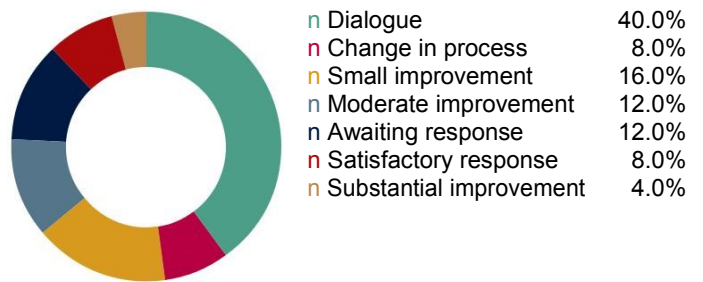 n Dialogue 40.0%
n Change in process 8.0%
n Small improvement 16.0%
n Moderate improvement 12.0%
n Awaiting response 12.0%
n Satisfactory response 8.0%
n Substantial improvement 4.0%